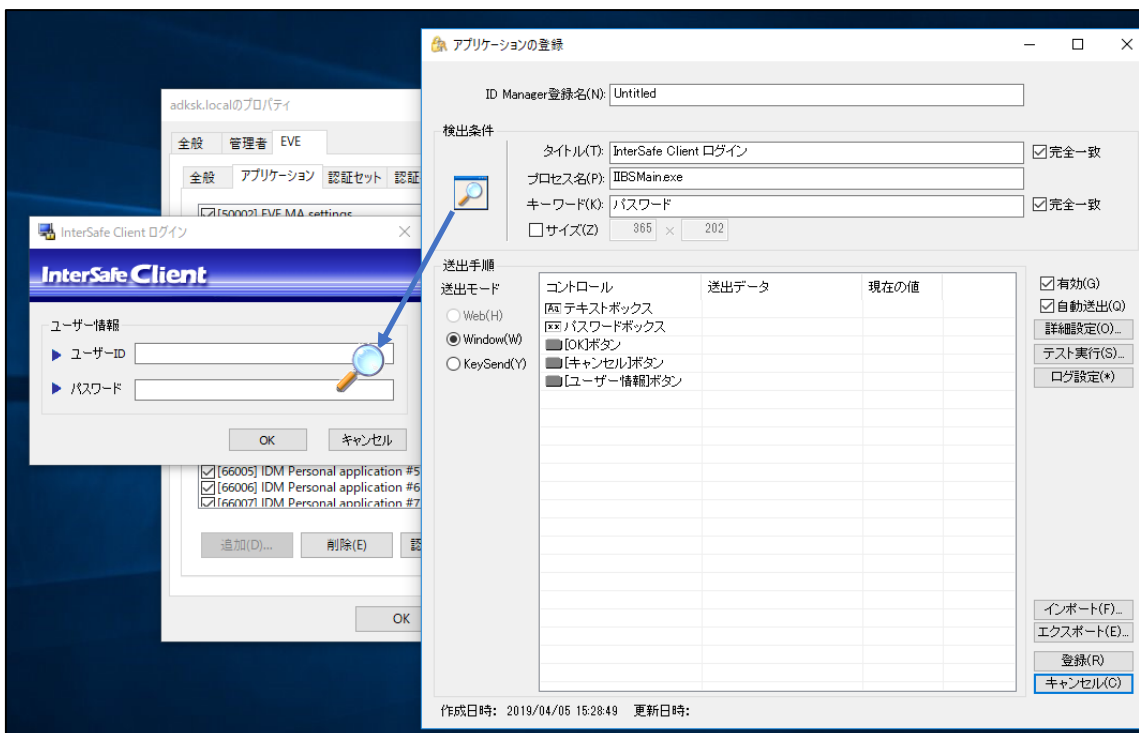 アプリケーションの登録
ID Manager登録名(N): Untitled
検出条件
タイトル(T): InterSafe Client ログイン
完全一致
プロセス名(P): IIBSMain.exe
キーワード(K): パスワード
完全一致
サイズ(Z) 365 × 202
送出手順
送出モード
Web(H)
Window(W)
KeySend(Y)
コントロール 送出データ 現在の値
テキストボックス
パスワードボックス
[OK]ボタン
[キャンセル]ボタン
[ユーザー情報]ボタン
有効(G)
自動送出(Q)
詳細設定(O)...
テスト実行(S)...
ログ設定(*)
インポート(F)...
エクスポート(E)...
登録(R)
キャンセル(C)
作成日時: 2019/04/05 15:28:49 更新日時:
adksk.localのプロパティ
全般 管理者 EVE
全般 アプリケーション 認証セット 認証
[50002] EVE MA settings
InterSafe Client ログイン
InterSafe Client
ユーザー情報
ユーザーID
パスワード
OK キャンセル
[66005] IDM Personal application #5
[66006] IDM Personal application #6
[66007] IDM Personal application #7
追加(D)... 削除(E) 認
OK